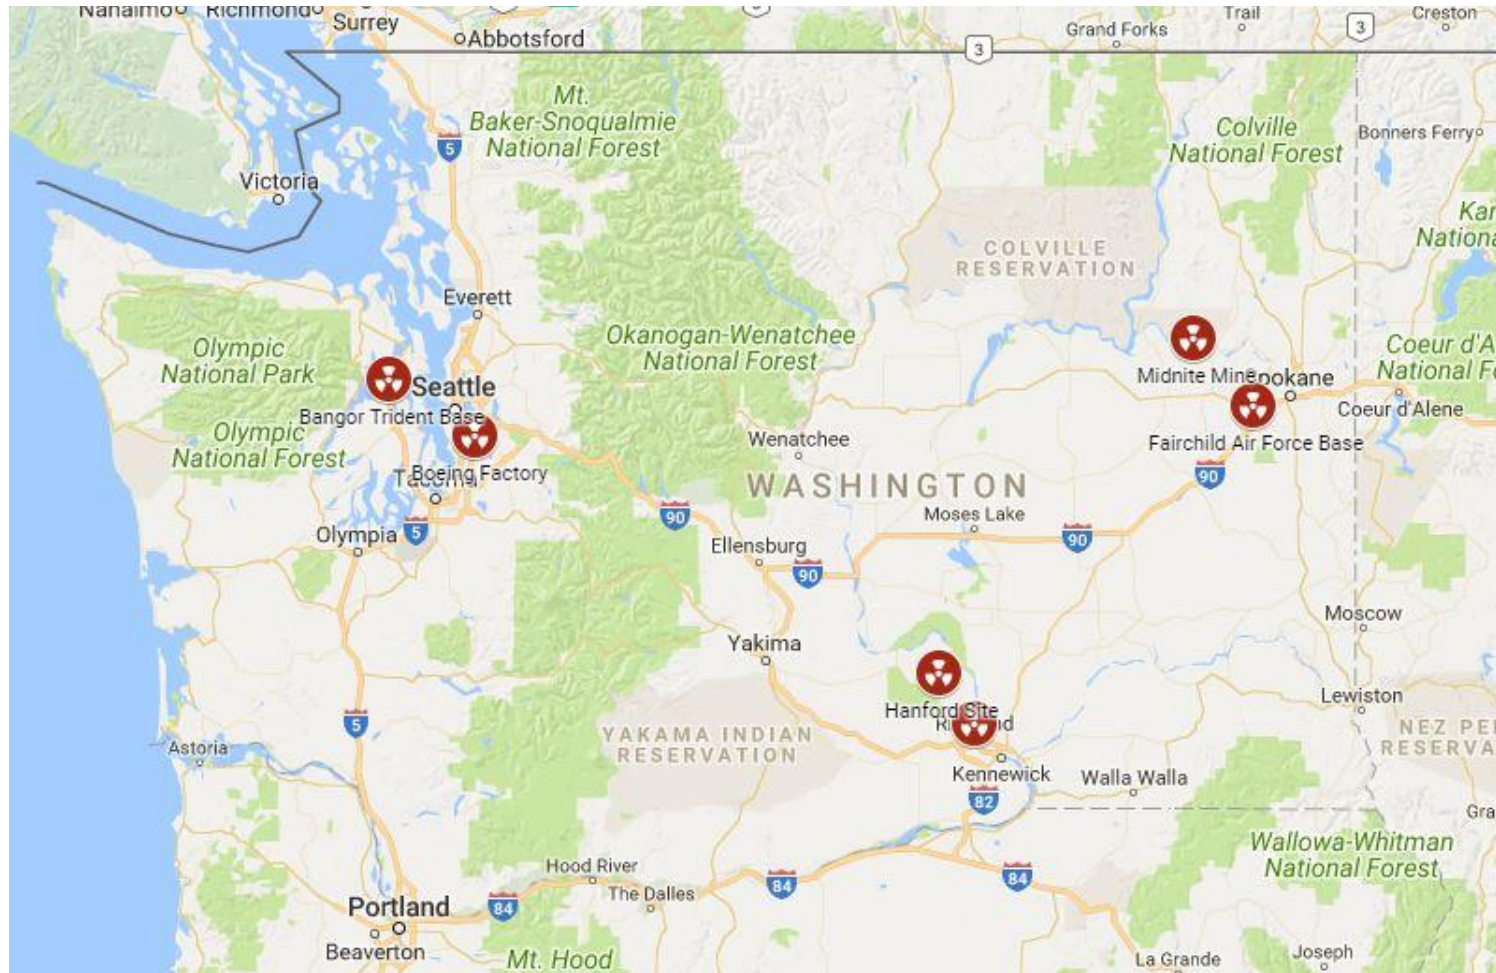 Nanaimo
Richmond
Surrey
Abbotsford
Grand Forks
Trail
3
Creston
3
Mt.
Baker-Snoqualmie
National Forest
Colville
National Forest
Bonners Ferry
5
Victoria
COLVILLE
RESERVATION
Everett
Olympic
National Park
Okanogan-Wenatchee
National Forest
Seattle
Bangor Trident Base
Olympic
National Forest
Boeing Factory
Midnite Mine
Coeur d'Alene
Fairchild Air Force Base
90
Wenatchee
WASHINGTON
Moses Lake
90
90
Olympia
5
Ellensburg
90
Moscow
Yakima
Hanford Site
Lewiston
YAKAMA INDIAN
RESERVATION
5
Astoria
Kennewick
Walla Walla
82
Wallowa-Whitman
National Forest
Hood River
The Dalles
84
84
84
Portland
Beaverton
Mt. Hood
La Grande
Joseph